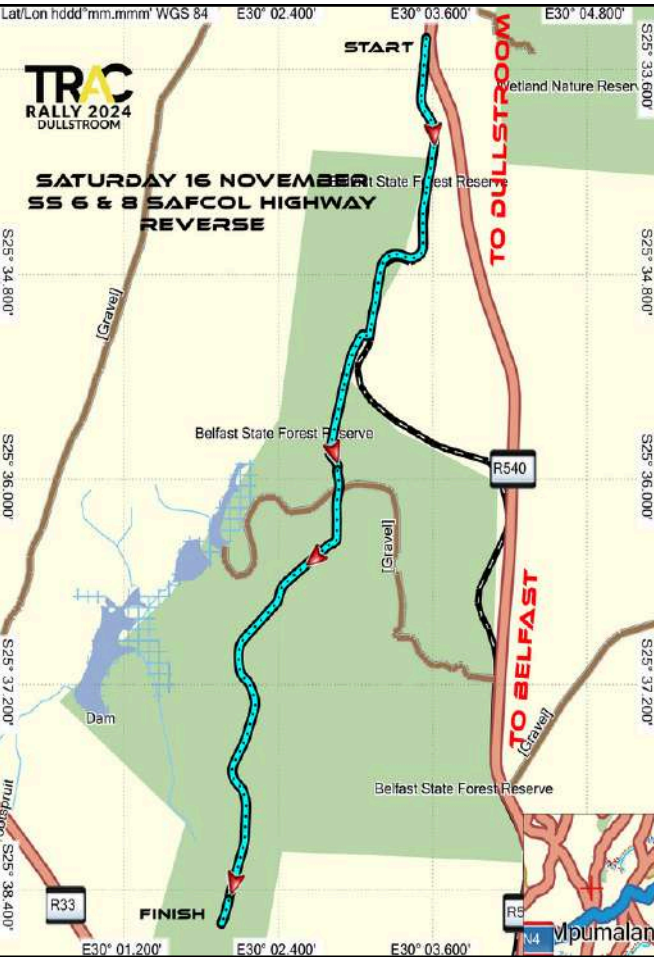 Lat/Lon hddd°mm.mmm' WGS 84
E30° 02.400'
E30° 03.600'
E30° 04.800'
START
TRAC
RALLY 2024
DULLSTROOM
S25° 33.600'
etland Nature Reserv
TO DULLSTROOM
SATURDAY 16 NOVEMBER
SS 6 & 8 SAFCOL HIGHWAY
REVERSE
State Forest Reserve
S25° 34.800'
S25° 34.800'
[Gravel]
Belfast State Forest Reserve
R540
S25° 36.000'
S25° 36.000'
[Gravel]
TO BELFAST
S25° 37.200'
S25° 37.200'
Dam
[Gravel]
Belfast State Forest Reserve
S25° 38.400'
R33
FINISH
R5
N4
Mpumalan
E30° 01.200'
E30° 02.400'
E30° 03.600'